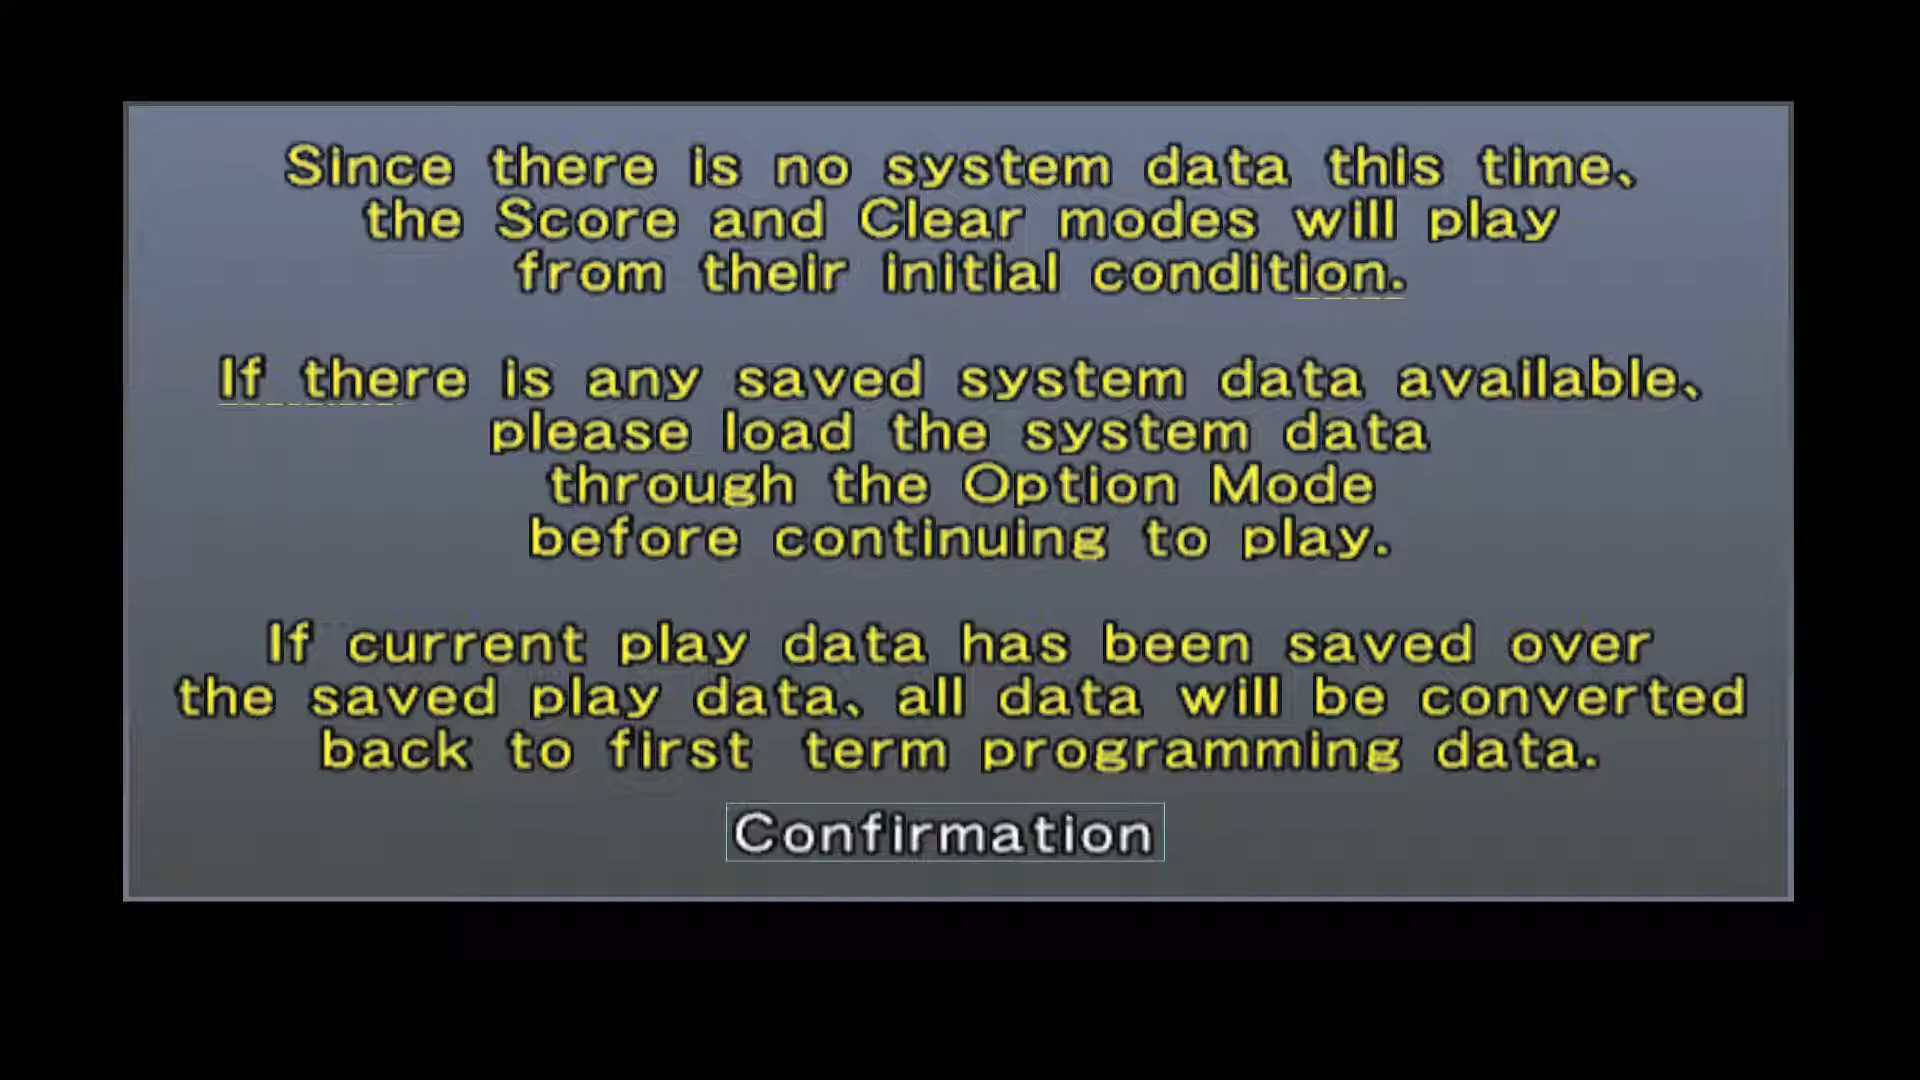 Since there is no system data this time、
the Score and Clear modes will play
from their initial condition.
If there is any saved system data available、
please load the system data
through the Option Mode
before continuing to play.
If current play data has been saved over
the saved play data、all data will be converted
back to first term programming data.
Confirmation